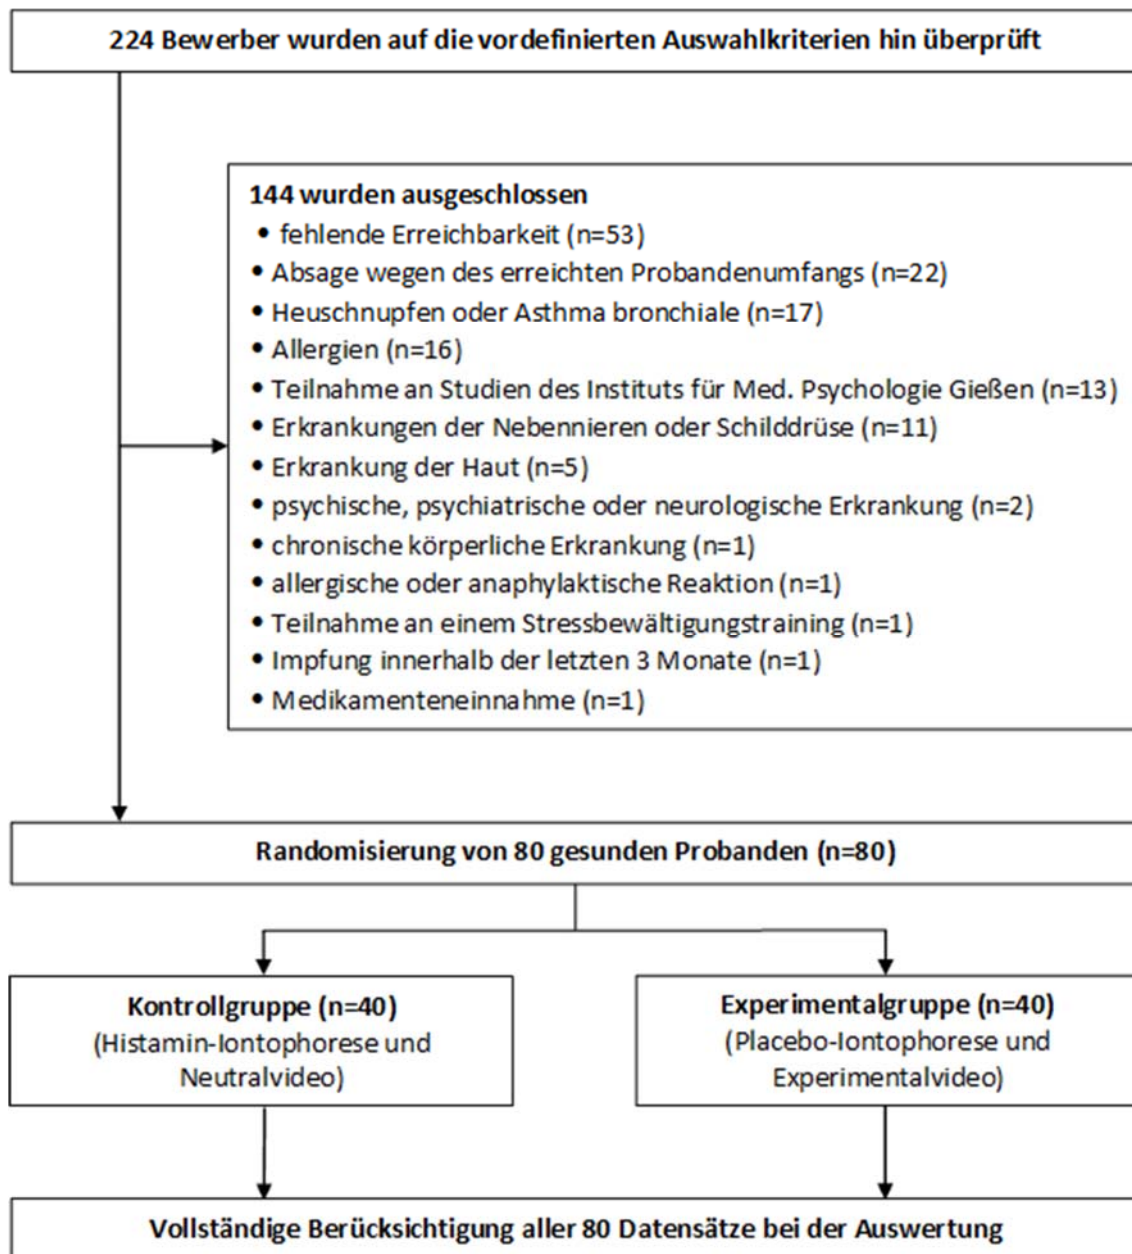 224 Bewerber wurden auf die vordefinierten Auswahlkriterien hin überprüft
144 wurden ausgeschlossen
• fehlende Erreichbarkeit (n=53)
• Absage wegen des erreichten Probandenumfangs (n=22)
• Heuschnupfen oder Asthma bronchiale (n=17)
• Allergien (n=16)
• Teilnahme an Studien des Instituts für Med. Psychologie Gießen (n=13)
• Erkrankungen der Nebennieren oder Schilddrüse (n=11)
• Erkrankung der Haut (n=5)
• psychische, psychiatrische oder neurologische Erkrankung (n=2)
• chronische körperliche Erkrankung (n=1)
• allergische oder anaphylaktische Reaktion (n=1)
• Teilnahme an einem Stressbewältigungstraining (n=1)
• Impfung innerhalb der letzten 3 Monate (n=1)
• Medikamenteneinnahme (n=1)
Randomisierung von 80 gesunden Probanden (n=80)
Kontrollgruppe (n=40)
(Histamin-Iontophorese und
Neutralvideo)
Experimentalgruppe (n=40)
(Placebo-Iontophorese und
Experimentalvideo)
Vollständige Berücksichtigung aller 80 Datensätze bei der Auswertung